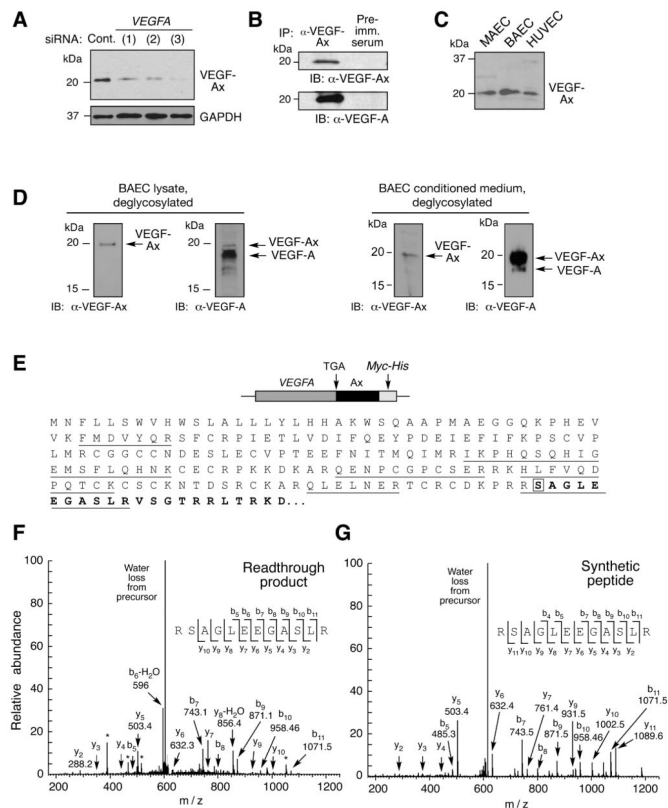 A
VEGFA
siRNA: Cont. (1) (2) (3)
kDa
20
VEGF-
Ax
37
GAPDH
B
IP: α-VEGF-
Ax
Pre-
imm.
serum
kDa
20
IB: α-VEGF-Ax
20
IB: α-VEGF-A
C
MAEC BAEC HUVEC
kDa
37
20
VEGF-
Ax
D
BAEC lysate,
deglycosylated
kDa
20
15
VEGF-
Ax
IB: α-VEGF-Ax
kDa
20
15
VEGF-Ax
VEGF-A
α-VEGF-A
BAEC conditioned medium,
deglycosylated
kDa
20
15
VEGF-
Ax
IB: α-VEGF-Ax
kDa
20
15
VEGF-Ax
VEGF-A
α-VEGF-A
E
TGA Myc-His
VEGFA Ax
M N F L L S W V H W S L A L L L Y L H H A K W S Q A A P M A E G G Q K P H E V
V K F M D V Y Q R S F C R P I E T L V D I F Q E Y P D E I E F I F K P S C V P
L M R C G G C C N D E S L E C V P T E E F N I T M Q I M R I K P H Q S Q H I G
E M S F L Q H N K C E C R P K K D K A R Q E N P C G P C S E R R K H L F V Q D
P Q T C K C S C K N T D S R C K A R Q L E L N E R T C R C D K P R R S A G L E
E G A S L R V S G T R R L T R K D...
F
Readthrough
product
Relative abundance
100
80
60
40
20
0
Water
loss
from
precursor
b5 b6 b7 b8 b9 b10 b11
R S A G L E E G A S L R
y10 y9 y8 y7 y6 y5 y4 y3 y2
b6-H2O
596
y5
503.4
b7
743.1
y8-H2O
856.4
b9
871.1
b10
958.46
b11
1071.5
y2
288.2
y3
y4
b5
y6
632.3
y7
b8
y9
y10
200 400 600 800 1000 1200
m / z
G
Synthetic
peptide
100
80
60
40
20
0
Water
loss
from
precursor
b4 b5 b7 b8 b9 b10 b11
R S A G L E E G A S L R
y11 y10 y9 y8 y7 y6 y5 y4 y3 y2
y5
503.4
b5
485.3
y6
632.4
b7
743.5
y7
761.4
y9
931.5
b9
871.5
y10
1002.5
b10
958.46
b11
1071.5
y11
1089.6
y2
y3
y4
b8
200 400 600 800 1000 1200
m / z